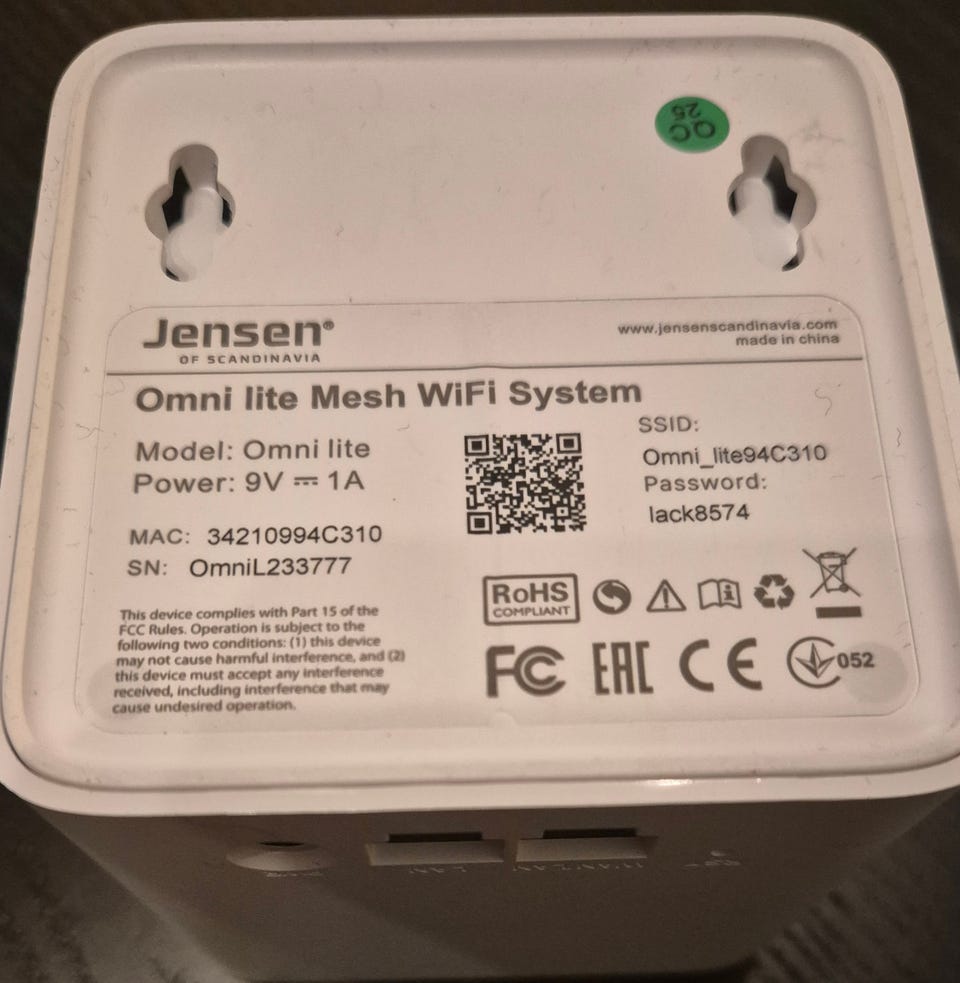 QC
25
Jensen®
OF SCANDINAVIA
www.jensenscandinavia.com
made in china
Omni lite Mesh WiFi System
Model: Omni lite
Power: 9V ⎓ 1A
MAC: 34210994C310
SN: OmniL233777
SSID:
Omni_lite94C310
Password:
lack8574
This device complies with Part 15 of the
FCC Rules. Operation is subject to the
following two conditions: (1) this device
may not cause harmful interference, and (2)
this device must accept any interference
received, including interference that may
cause undesired operation.
RoHS
COMPLIANT
FC EAC CE 052